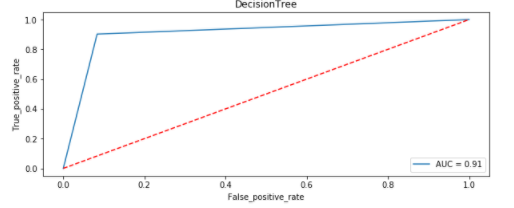 DecisionTree
1.0
0.8
0.6
0.4
0.2
0.0
True_positive_rate
AUC = 0.91
0.0 0.2 0.4 0.6 0.8 1.0
False_positive_rate